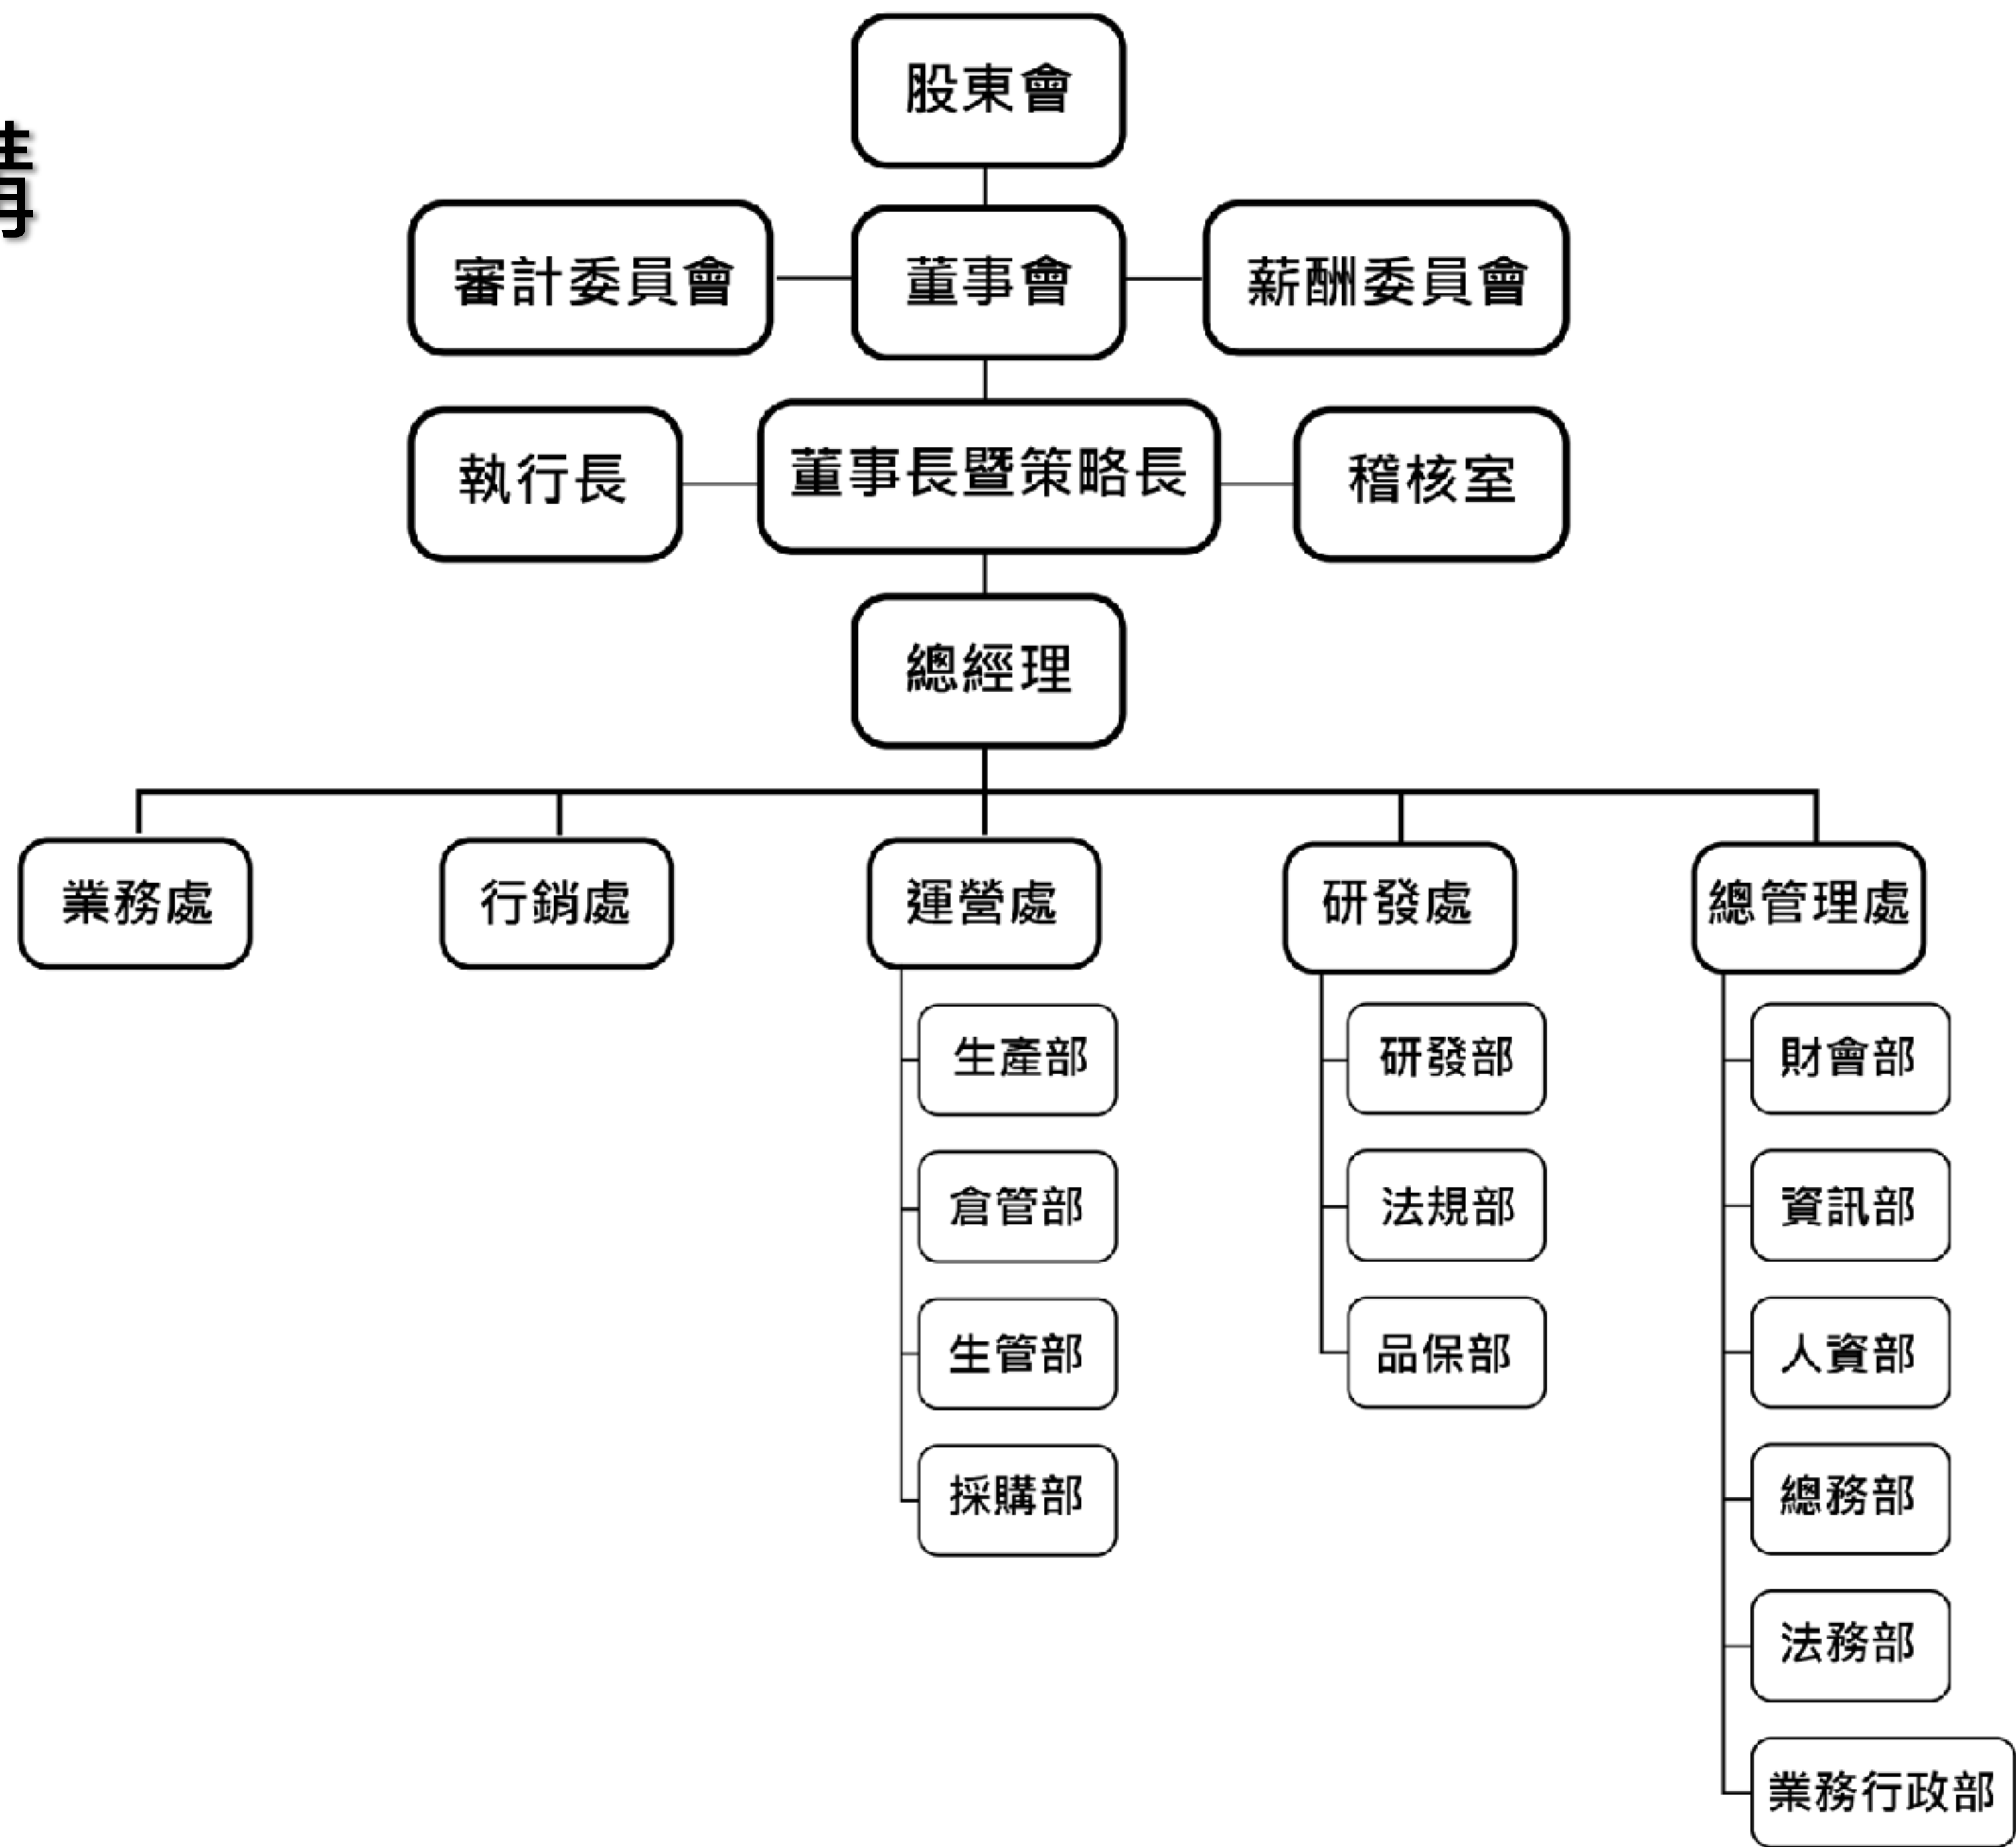 股東會
審計委員會
董事會
薪酬委員會
執行長
董事長暨策略長
稽核室
總經理
業務處
行銷處
運營處
研發處
總管理處
生產部
研發部
財會部
倉管部
法規部
資訊部
生管部
品保部
人資部
採購部
總務部
法務部
業務行政部